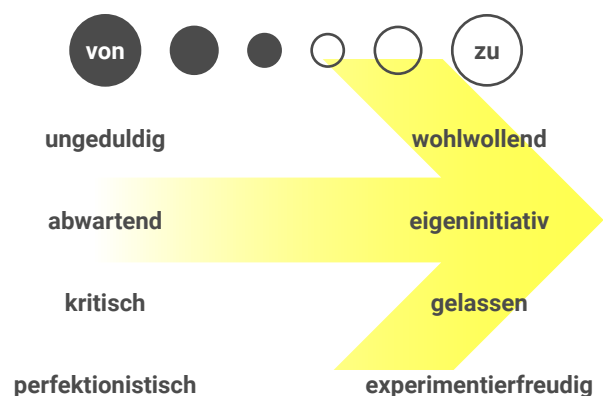 von zu
ungeduldig wohlwollend
abwartend eigeninitiativ
kritisch gelassen
perfektionistisch experimentierfreudig